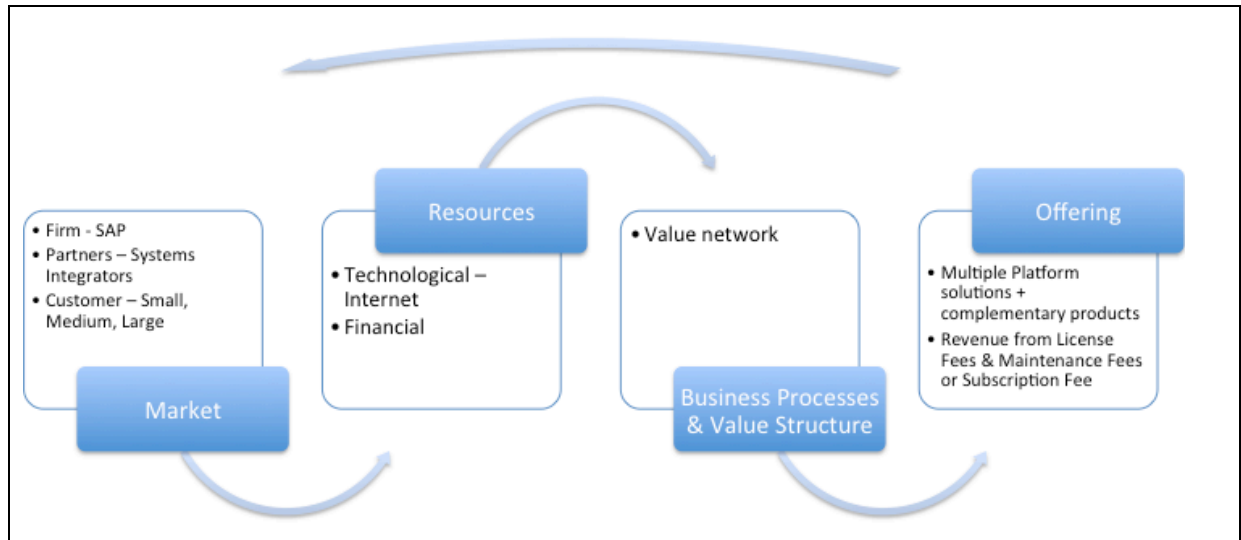 • Firm - SAP
• Partners – Systems
Integrators
• Customer – Small,
Medium, Large
Market
Resources
• Technological –
Internet
• Financial
• Value network
Business Processes
& Value Structure
Offering
• Multiple Platform
solutions +
complementary products
• Revenue from License
Fees & Maintenance Fees
or Subscription Fee